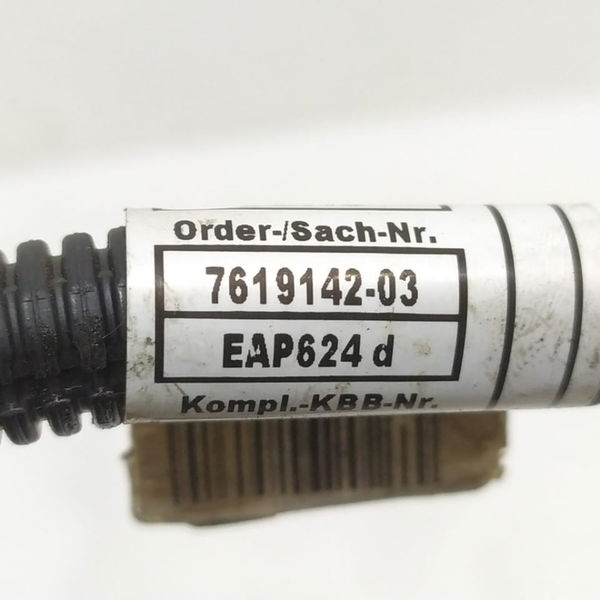 Order-/Sach-Nr.
7619142-03
EAP624 d
Kompl.-KBB-Nr.